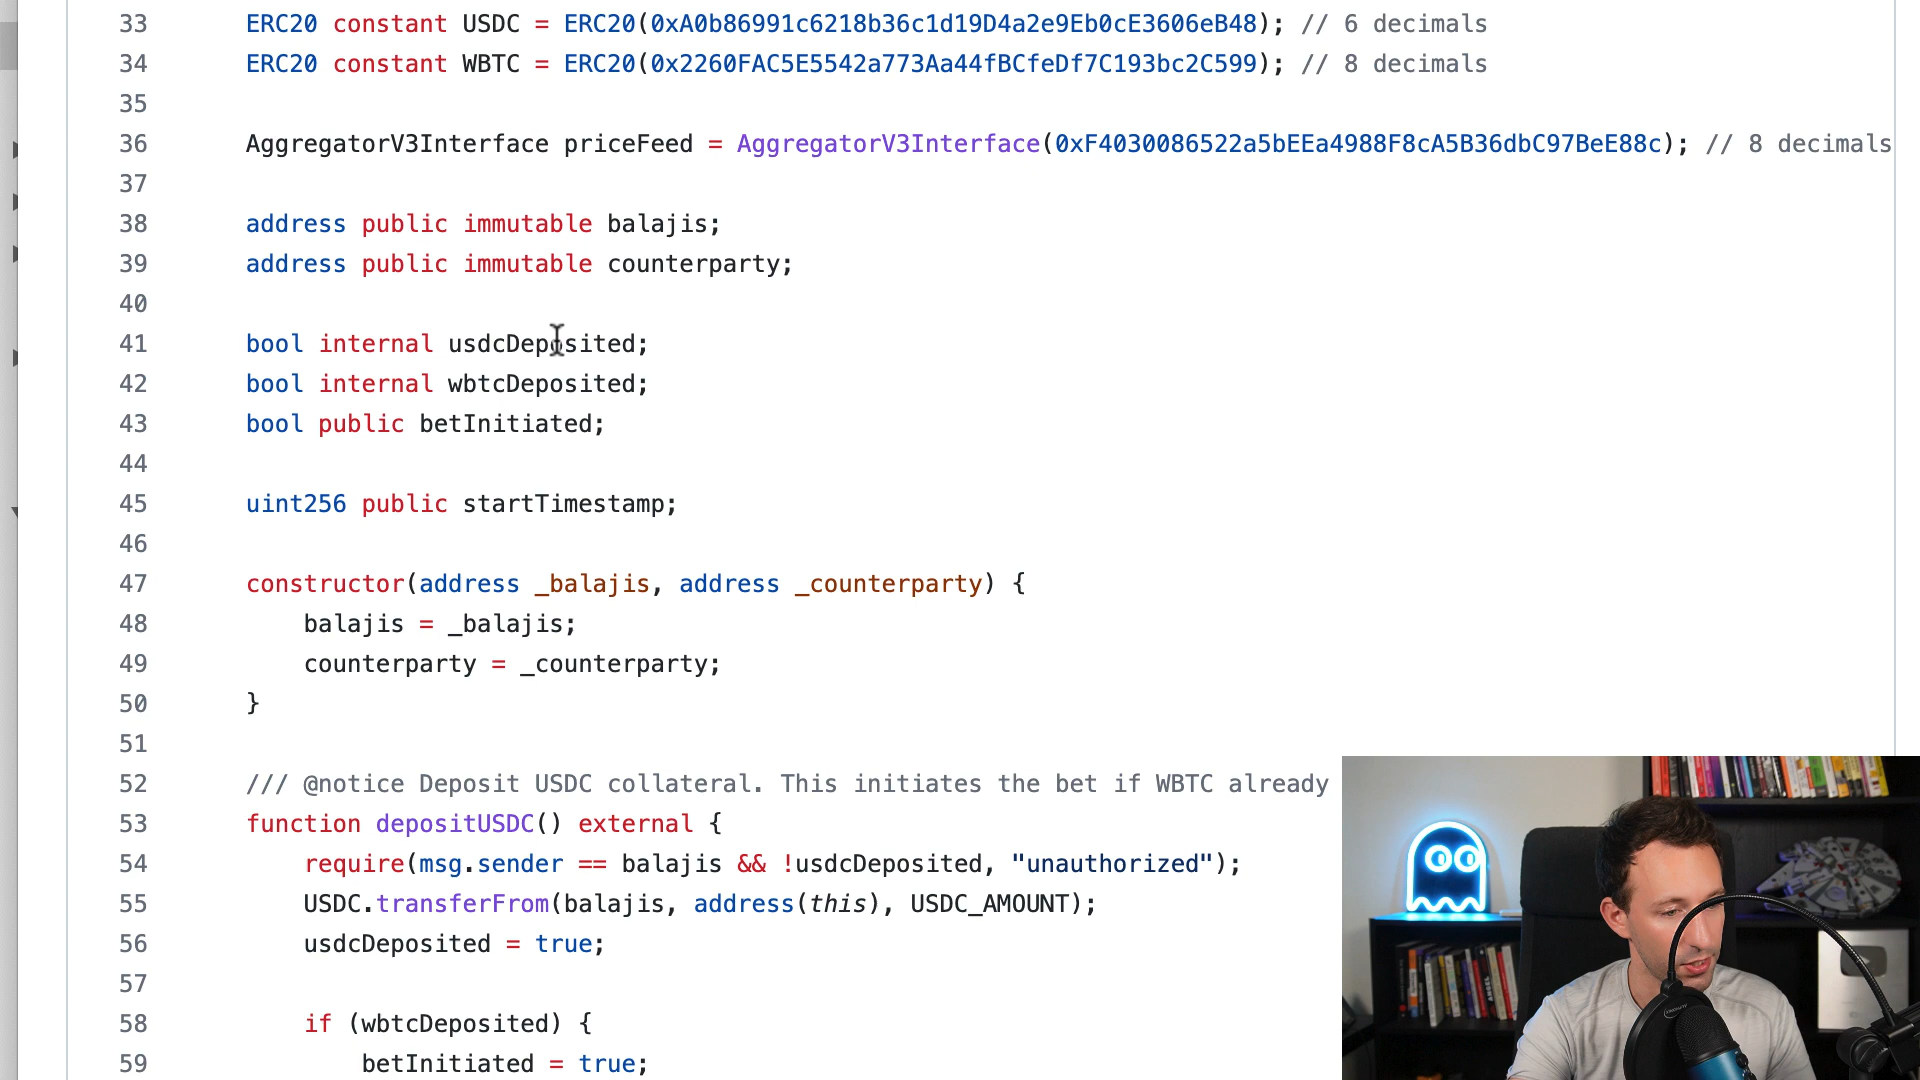 33 ERC20 constant USDC = ERC20(0xA0b86991c6218b36c1d19D4a2e9Eb0cE3606eB48); // 6 decimals
34 ERC20 constant WBTC = ERC20(0x2260FAC5E5542a773Aa44fBCfeDf7C193bc2C599); // 8 decimals
35
36 AggregatorV3Interface priceFeed = AggregatorV3Interface(0xF4030086522a5bEEa4988F8cA5B36dbC97BeE88c); // 8 decimals
37
38 address public immutable balajis;
39 address public immutable counterparty;
40
41 bool internal usdcDeposited;
42 bool internal wbtcDeposited;
43 bool public betInitiated;
44
45 uint256 public startTimestamp;
46
47 constructor(address _balajis, address _counterparty) {
48 balajis = _balajis;
49 counterparty = _counterparty;
50 }
51
52 /// @notice Deposit USDC collateral. This initiates the bet if WBTC already
53 function depositUSDC() external {
54 require(msg.sender == balajis && !usdcDeposited, "unauthorized");
55 USDC.transferFrom(balajis, address(this), USDC_AMOUNT);
56 usdcDeposited = true;
57
58 if (wbtcDeposited) {
59 betInitiated = true;